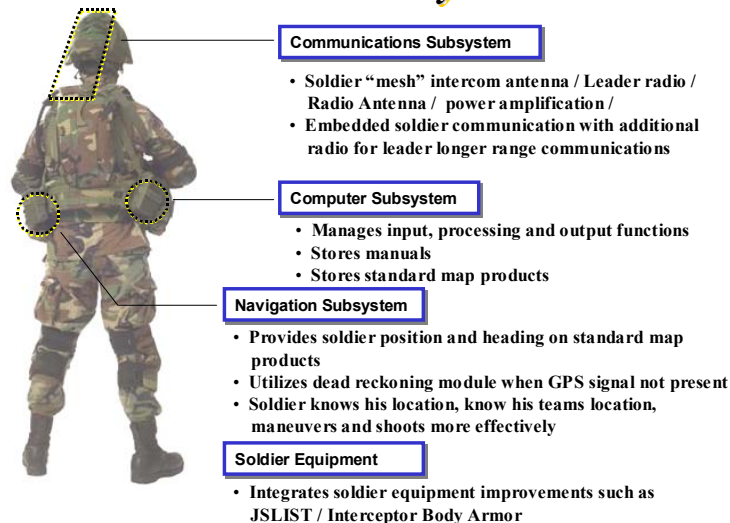 Communications Subsystem
• Soldier “mesh” intercom antenna / Leader radio /
Radio Antenna / power amplification /
• Embedded soldier communication with additional
radio for leader longer range communications
Computer Subsystem
• Manages input, processing and output functions
• Stores manuals
• Stores standard map products
Navigation Subsystem
• Provides soldier position and heading on standard map
products
• Utilizes dead reckoning module when GPS signal not present
• Soldier knows his location, know his teams location,
maneuvers and shoots more effectively
Soldier Equipment
• Integrates soldier equipment improvements such as
JSLIST / Interceptor Body Armor